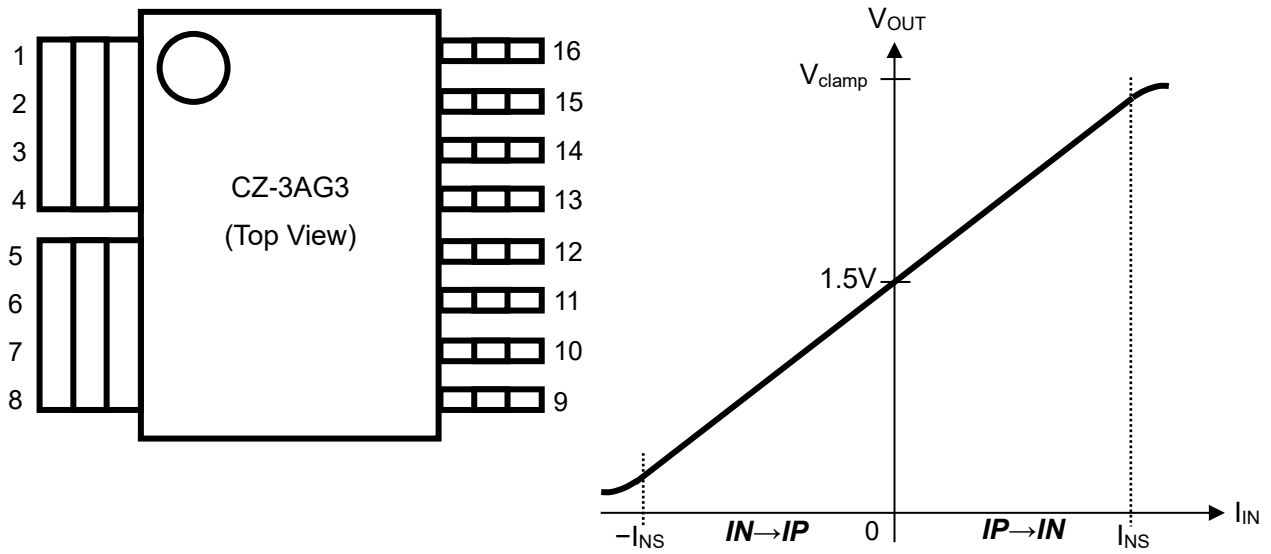 1
2
3
4
5
6
7
8
CZ-3AG3
(Top View)
16
15
14
13
12
11
10
9
VOUT
Vclamp
1.5V
−INS
IN→IP
0
IP→IN
INS
IIN